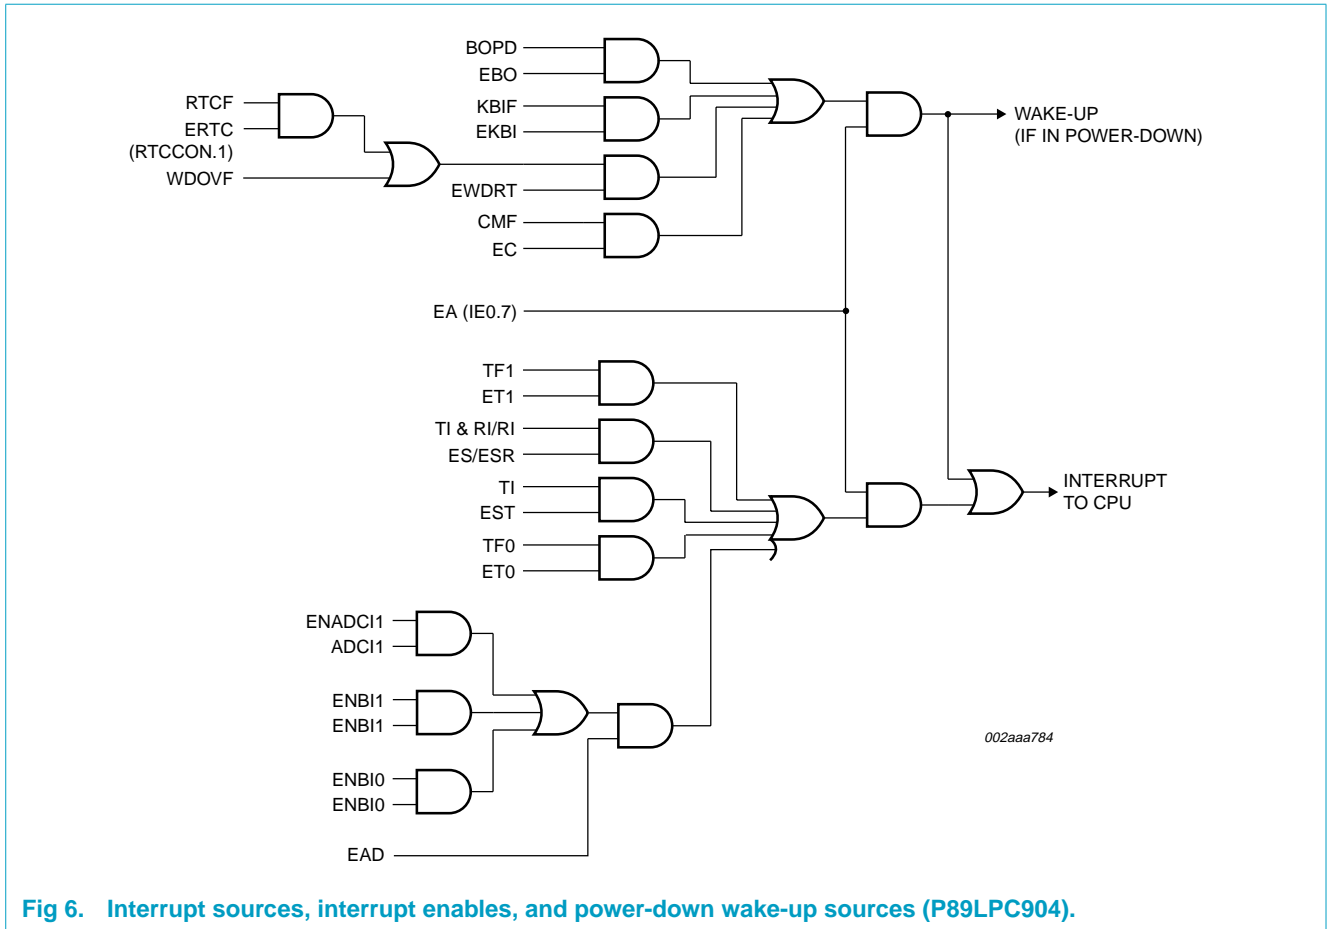 BOPD
EBO
RTCF
ERTC
(RTCCON.1)
WDOVF
KBIF
EKBI
EWDRT
CMF
EC
WAKE-UP
(IF IN POWER-DOWN)
EA (IE0.7)
TF1
ET1
TI & RI/RI
ES/ESR
TI
EST
TF0
ET0
INTERRUPT
TO CPU
ENADCI1
ADCI1
ENBI1
ENBI1
ENBI0
ENBI0
EAD
002aaa784
Fig 6. Interrupt sources, interrupt enables, and power-down wake-up sources (P89LPC904).